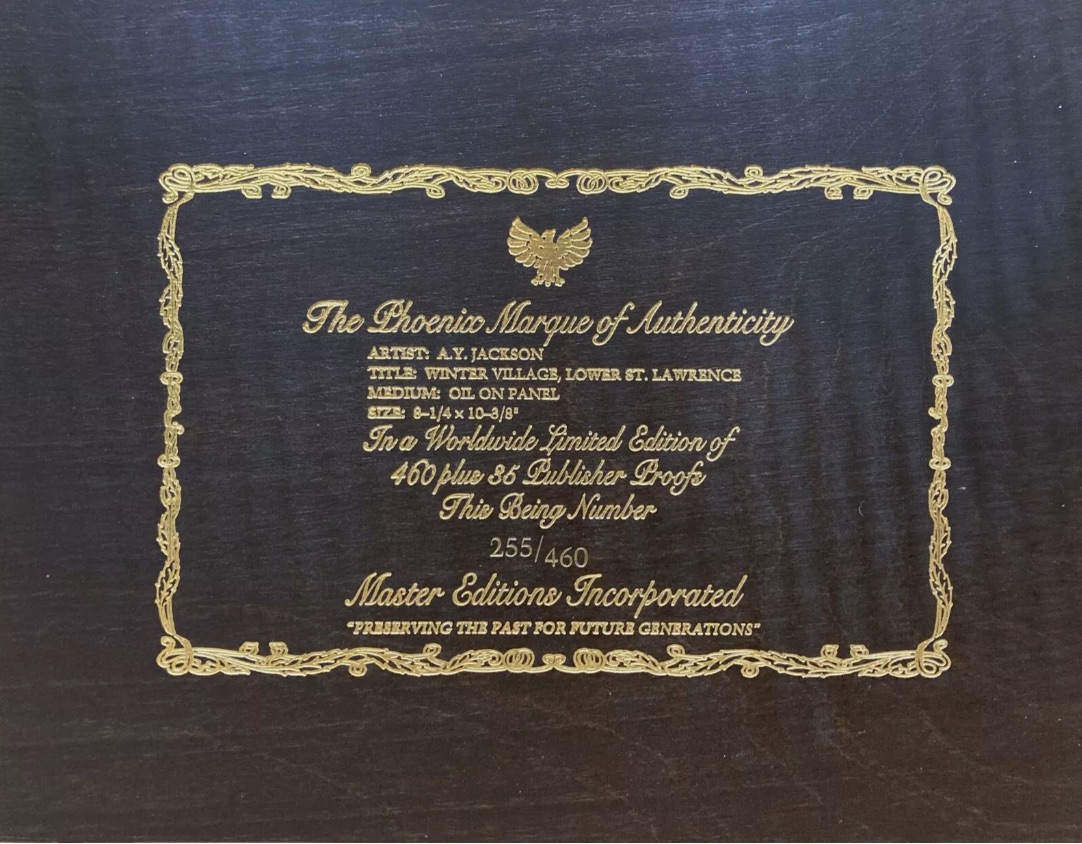 The Phoenix Marque of Authenticity
ARTIST: A.Y. JACKSON
TITLE: WINTER VILLAGE, LOWER ST. LAWRENCE
MEDIUM: OIL ON PANEL
SIZE: 8-1/4 x 10-3/8"
In a Worldwide Limited Edition of
460 plus 35 Publisher Proofs
This Being Number
255/460
Master Editions Incorporated
"PRESERVING THE PAST FOR FUTURE GENERATIONS"